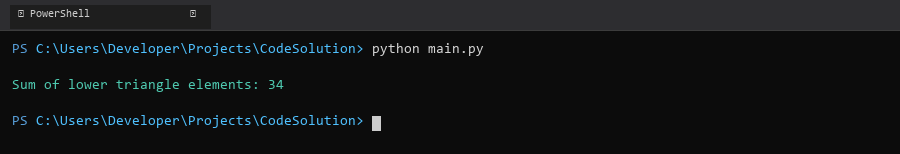 PowerShell
PS C:\Users\Developer\Projects\CodeSolution> python main.py
Sum of lower triangle elements: 34
PS C:\Users\Developer\Projects\CodeSolution>